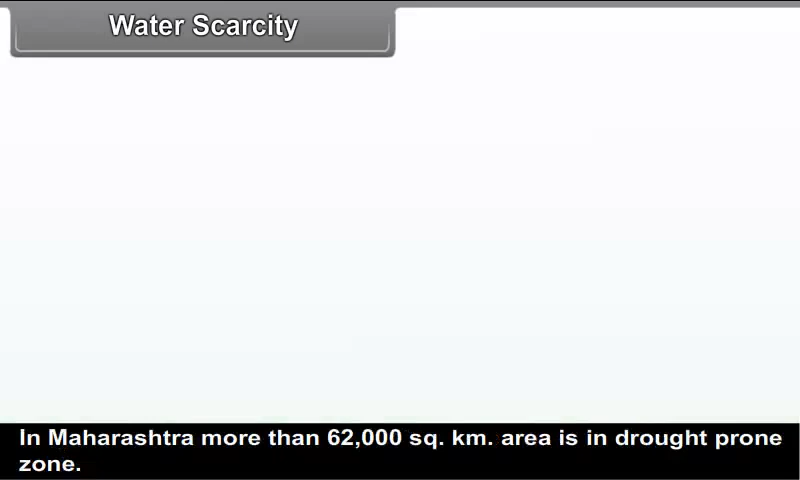 Water Scarcity
In Maharashtra more than 62,000 sq. km. area is in drought prone
zone.